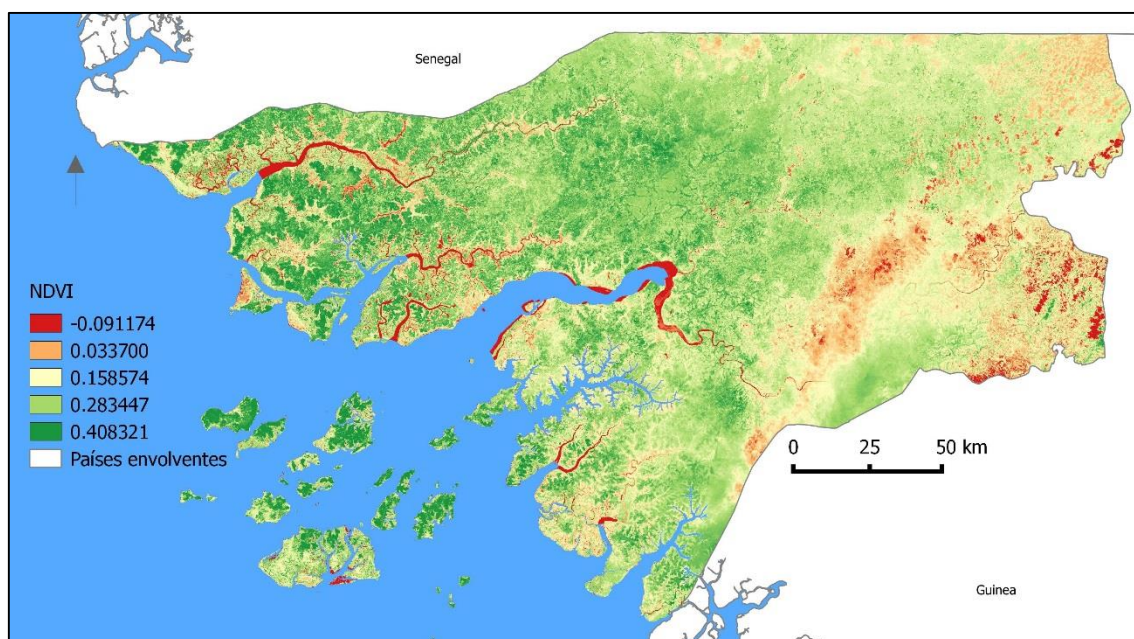 Senegal
NDVI
-0.091174
0.033700
0.158574
0.283447
0.408321
Países envolventes
0 25 50 km
Guinea